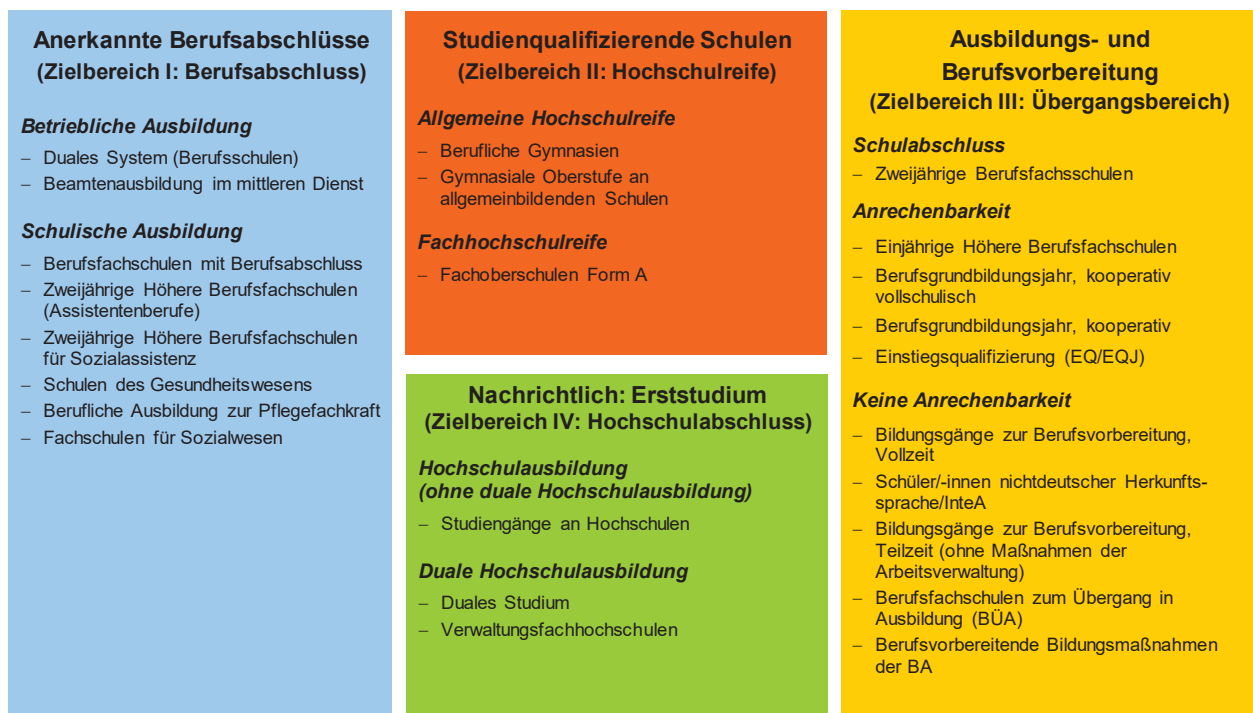 Anerkannte Berufsabschlüsse
(Zielbereich I: Berufsabschluss)
Betriebliche Ausbildung
– Duales System (Berufsschulen)
– Beamtenausbildung im mittleren Dienst
Schulische Ausbildung
– Berufsfachschulen mit Berufsabschluss
– Zweijährige Höhere Berufsfachschulen
(Assistentenberufe)
– Zweijährige Höhere Berufsfachschulen
für Sozialassistenz
– Schulen des Gesundheitswesens
– Berufliche Ausbildung zur Pflegefachkraft
– Fachschulen für Sozialwesen
Studienqualifizierende Schulen
(Zielbereich II: Hochschulreife)
Allgemeine Hochschulreife
– Berufliche Gymnasien
– Gymnasiale Oberstufe an
allgemeinbildenden Schulen
Fachhochschulreife
– Fachoberschulen Form A
Nachrichtlich: Erststudium
(Zielbereich IV: Hochschulabschluss)
Hochschulausbildung
(ohne duale Hochschulausbildung)
– Studiengänge an Hochschulen
Duale Hochschulausbildung
– Duales Studium
– Verwaltungsfachhochschulen
Ausbildungs- und
Berufsvorbereitung
(Zielbereich III: Übergangsbereich)
Schulabschluss
– Zweijährige Berufsfachsschulen
Anrechenbarkeit
– Einjährige Höhere Berufsfachschulen
– Berufsgrundbildungsjahr, kooperativ
vollschulisch
– Berufsgrundbildungsjahr, kooperativ
– Einstiegsqualifizierung (EQ/EQJ)
Keine Anrechenbarkeit
– Bildungsgänge zur Berufsvorbereitung,
Vollzeit
– Schüler/-innen nichtdeutscher Herkunfts-
sprache/InteA
– Bildungsgänge zur Berufsvorbereitung,
Teilzeit (ohne Maßnahmen der
Arbeitsverwaltung)
– Berufsfachschulen zum Übergang in
Ausbildung (BÜA)
– Berufsvorbereitende Bildungsmaßnahmen
der BA